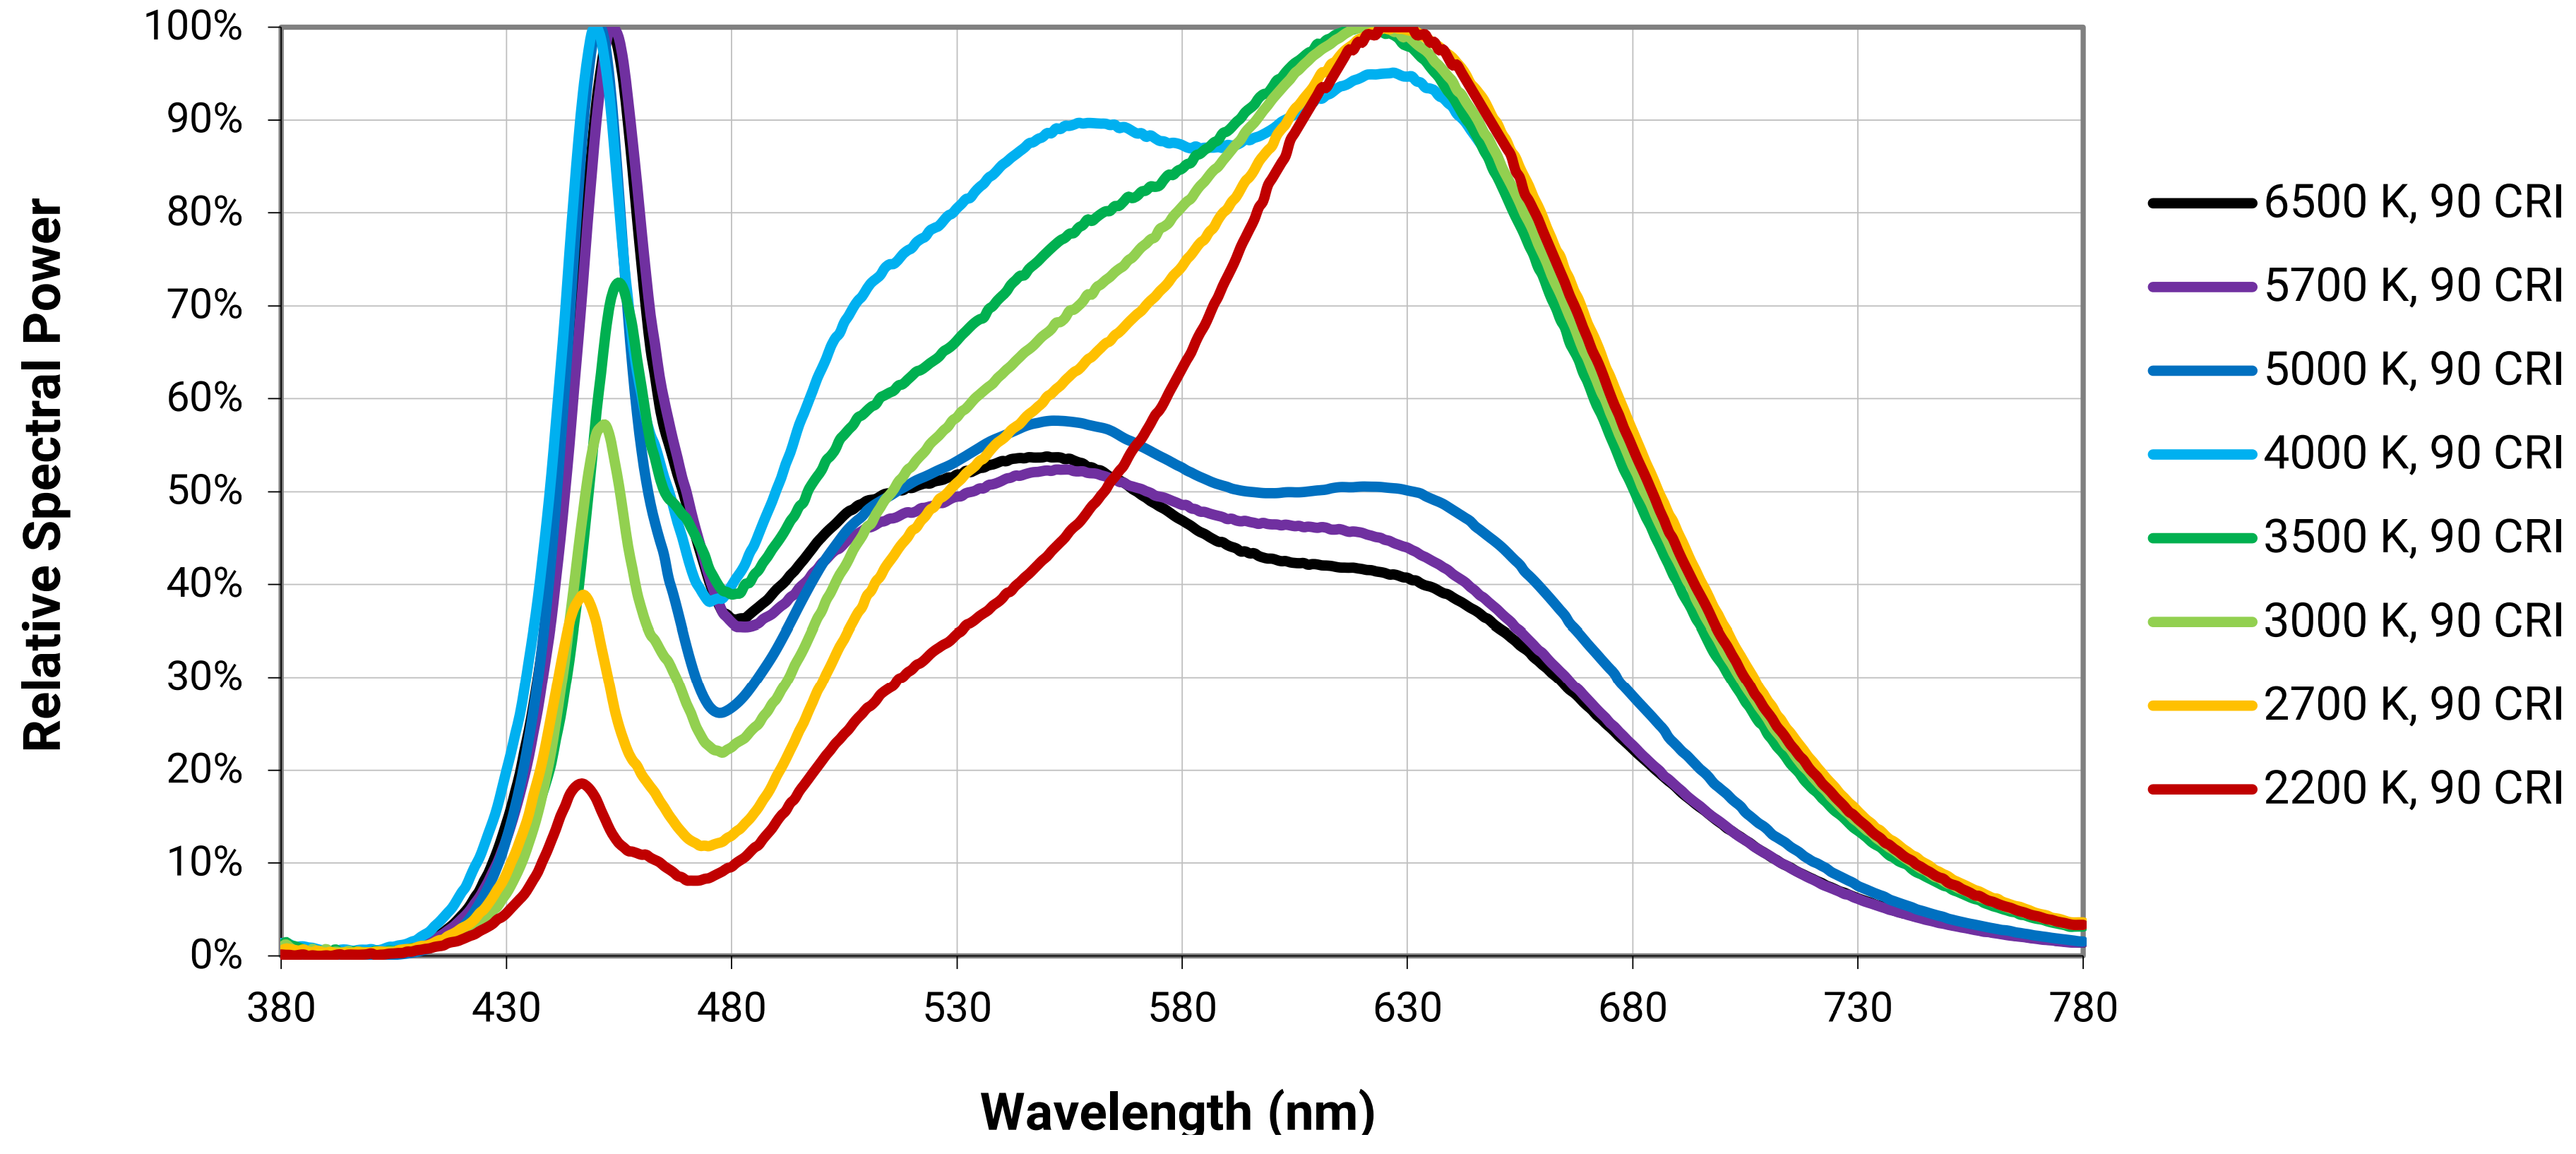 Relative Spectral Power
100%
90%
80%
70%
60%
50%
40%
30%
20%
10%
0%
380 430 480 530 580 630 680 730 780
Wavelength (nm)
6500 K, 90 CRI
5700 K, 90 CRI
5000 K, 90 CRI
4000 K, 90 CRI
3500 K, 90 CRI
3000 K, 90 CRI
2700 K, 90 CRI
2200 K, 90 CRI